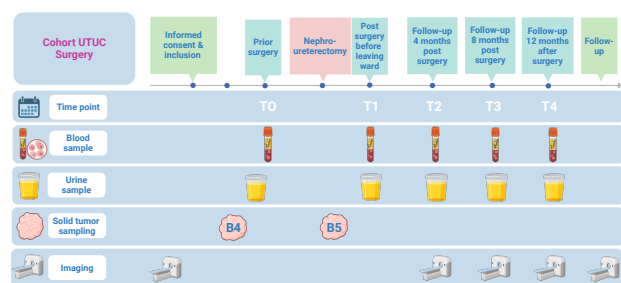 Cohort UTUC
Surgery
Informed
consent &
inclusion
Prior
surgery
Nephro-
ureterectomy
Post
surgery
before
leaving
ward
Follow-up
4 months
post
surgery
Follow-up
8 months
post
surgery
Follow-up
12 months
after
surgery
Follow-
up
Time point
T0
T1
T2
T3
T4
Blood
sample
Urine
sample
Solid tumor
sampling
B4
B5
Imaging